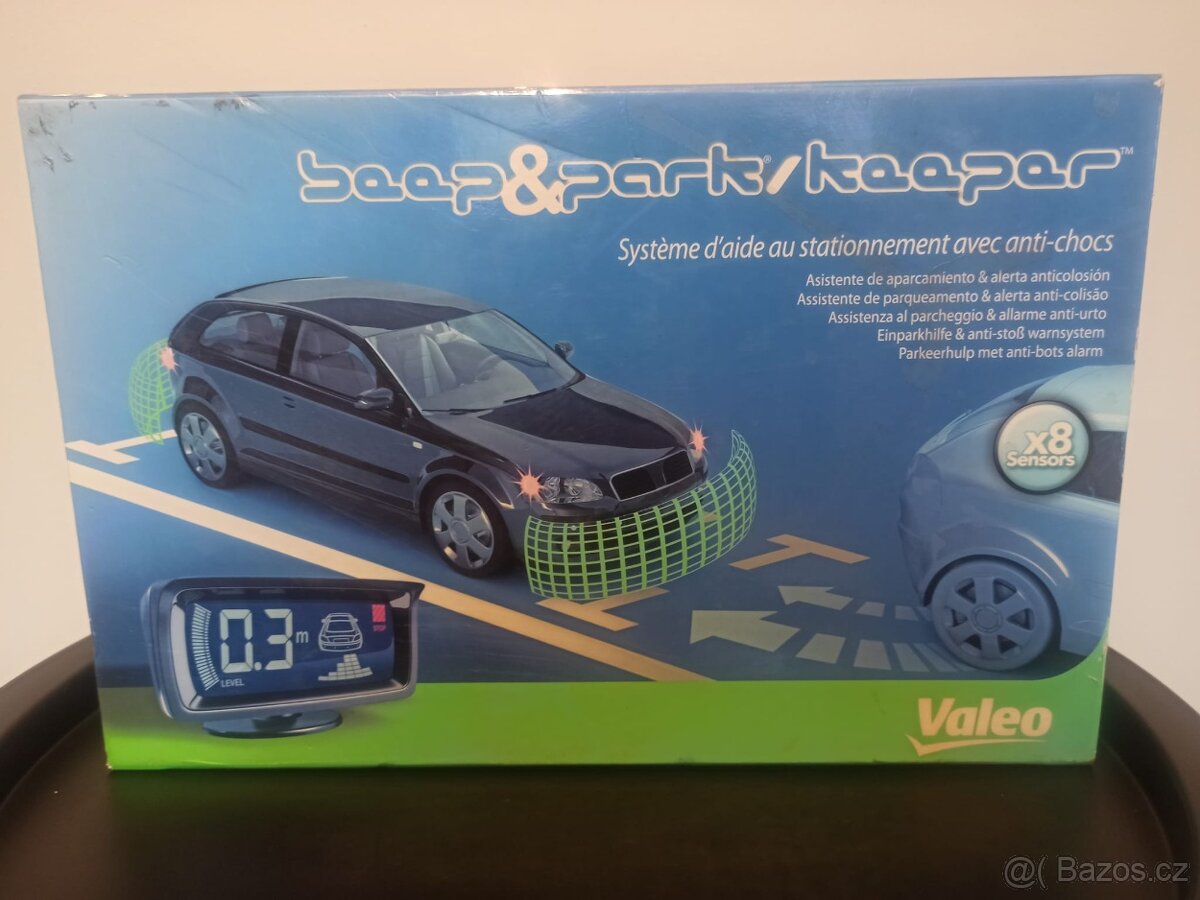 beep&park®/keeper™
Système d'aide au stationnement avec anti-chocs
Asistente de aparcamiento & alerta anticolosión
Assistente de parqueamento & alerta anti-colisão
Assistenza al parcheggio & allarme anti-urto
Einparkhilfe & anti-stoß warnsystem
Parkeerhulp met anti-bots alarm
x8
Sensors
0.3 m
STOP
LEVEL
Valeo
@( Bazos.cz